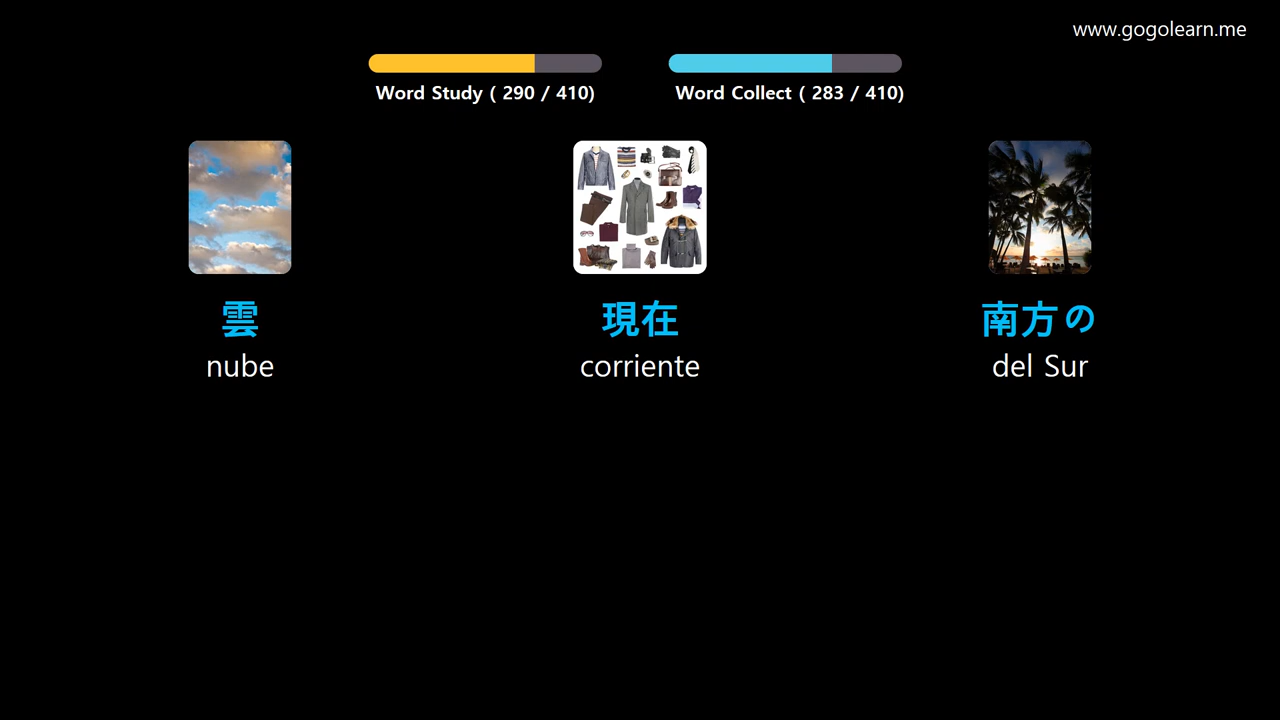 www.gogolearn.me
Word Study ( 290 / 410)
Word Collect ( 283 / 410)
雲
nube
現在
corriente
南方の
del Sur